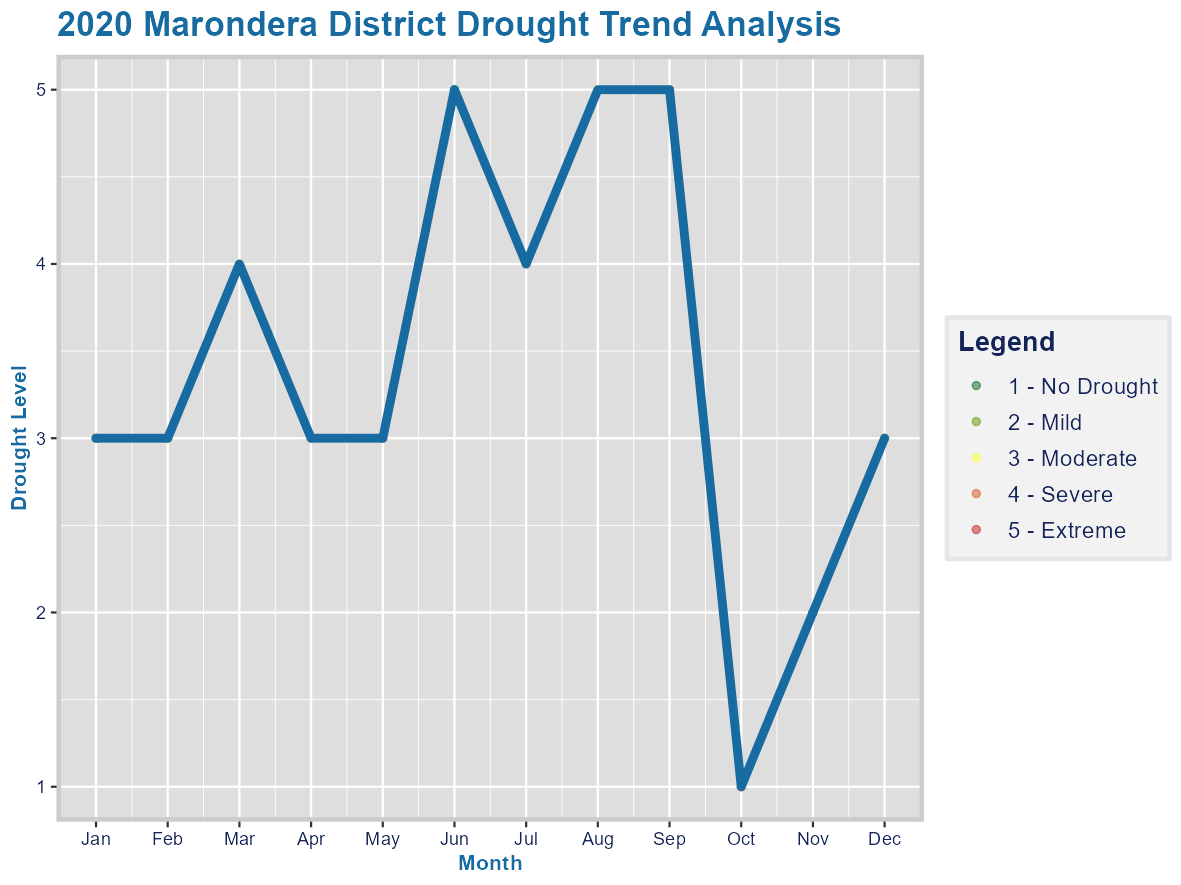 2020 Marondera District Drought Trend Analysis
Drought Level
5
4
3
2
1
Jan Feb Mar Apr May Jun Jul Aug Sep Oct Nov Dec
Month
Legend
1 - No Drought
2 - Mild
3 - Moderate
4 - Severe
5 - Extreme